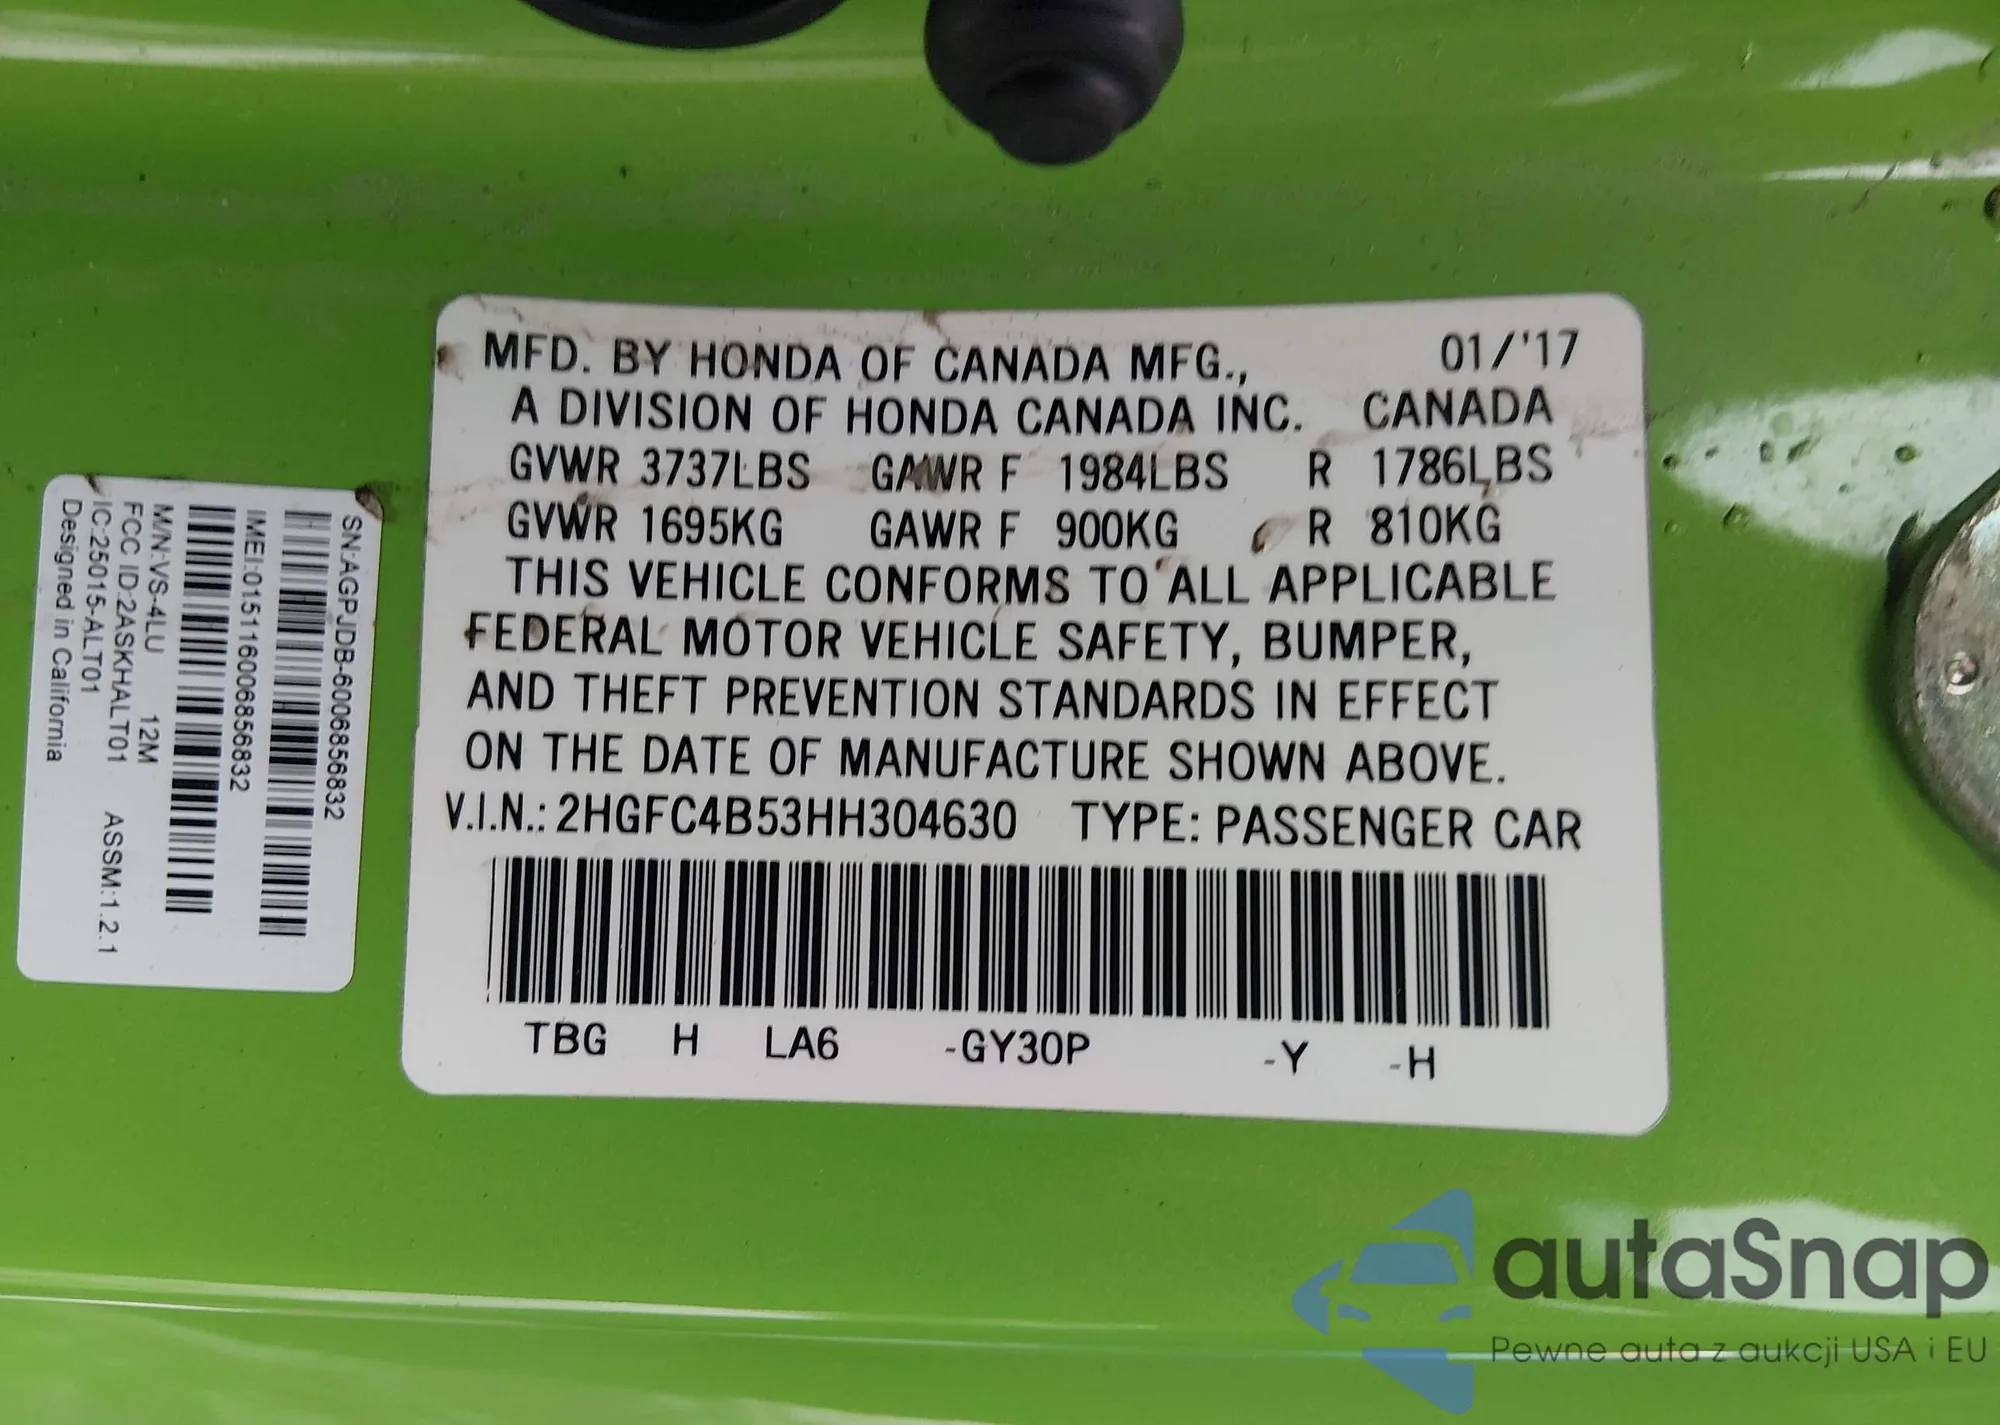 MFD. BY HONDA OF CANADA MFG., 01/'17
A DIVISION OF HONDA CANADA INC. CANADA
GVWR 3737LBS GAWR F 1984LBS R 1786LBS
GVWR 1695KG GAWR F 900KG R 810KG
THIS VEHICLE CONFORMS TO ALL APPLICABLE
FEDERAL MOTOR VEHICLE SAFETY, BUMPER,
AND THEFT PREVENTION STANDARDS IN EFFECT
ON THE DATE OF MANUFACTURE SHOWN ABOVE.
V.I.N.: 2HGFC4B53HH304630 TYPE: PASSENGER CAR
TBG H LA6 -GY30P -Y -H
SN:AGPJDB-6006856832
IMEI:015116006856832
M/N:VS-4LU 12M
FCC ID:2ASKHALT01
IC:25015-ALT01 ASSM:1.2.1
Designed in California
autaSnap
Pewne auta z aukcji USA i EU